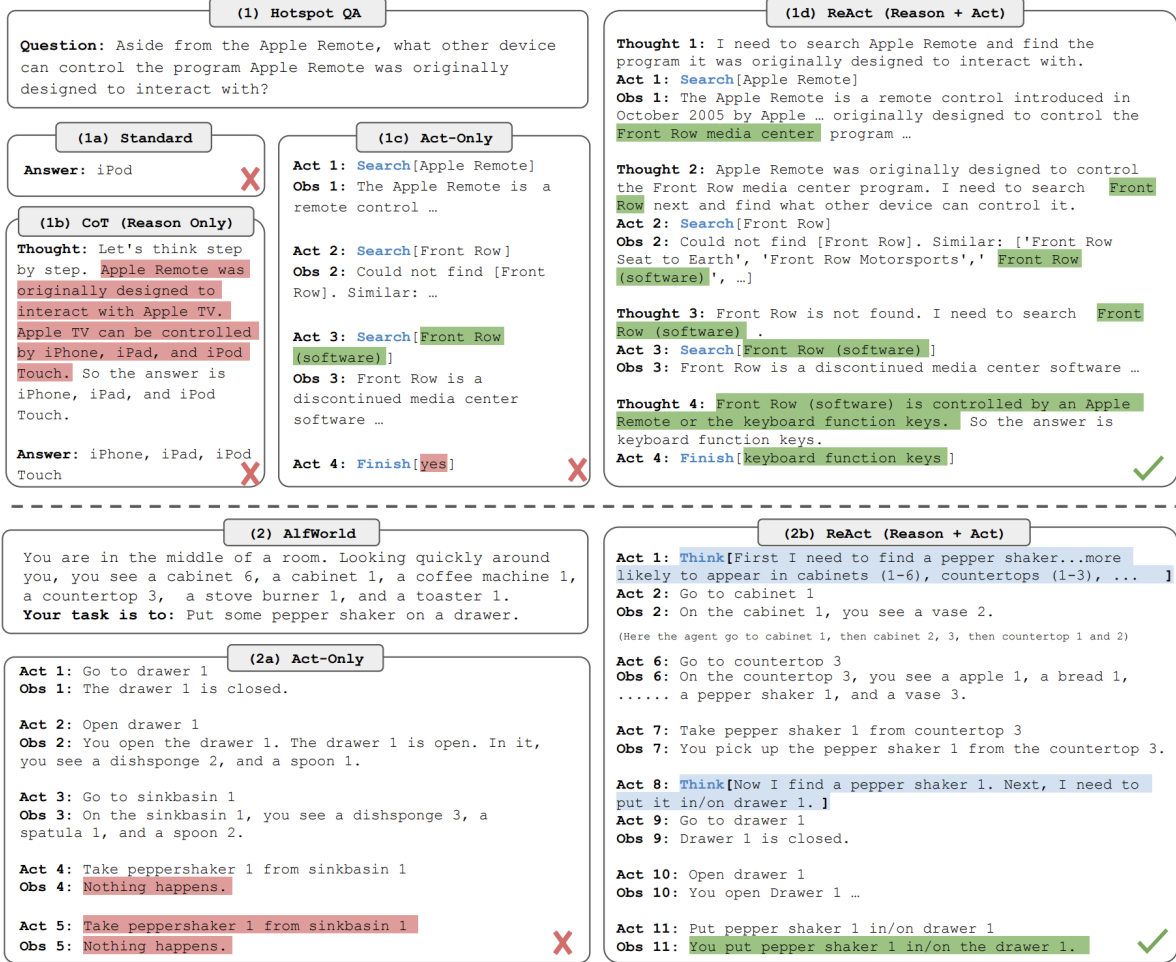 (1) Hotspot QA
Question: Aside from the Apple Remote, what other device
can control the program Apple Remote was originally
designed to interact with?
(1a) Standard
Answer: iPod
(1b) CoT (Reason Only)
Thought: Let's think step
by step. Apple Remote was
originally designed to
interact with Apple TV.
Apple TV can be controlled
by iPhone, iPad, and iPod
Touch. So the answer is
iPhone, iPad, and iPod
Touch.
Answer: iPhone, iPad, iPod
Touch
(1c) Act-Only
Act 1: Search[Apple Remote]
Obs 1: The Apple Remote is a
remote control …
Act 2: Search[Front Row]
Obs 2: Could not find [Front
Row]. Similar: …
Act 3: Search[Front Row
(software)]
Obs 3: Front Row is a
discontinued media center
software …
Act 4: Finish[yes]
(1d) ReAct (Reason + Act)
Thought 1: I need to search Apple Remote and find the
program it was originally designed to interact with.
Act 1: Search[Apple Remote]
Obs 1: The Apple Remote is a remote control introduced in
October 2005 by Apple … originally designed to control the
Front Row media center program …
Thought 2: Apple Remote was originally designed to control
the Front Row media center program. I need to search Front
Row next and find what other device can control it.
Act 2: Search[Front Row]
Obs 2: Could not find [Front Row]. Similar: ['Front Row
Seat to Earth', 'Front Row Motorsports',' Front Row
(software)', …]
Thought 3: Front Row is not found. I need to search Front
Row (software) .
Act 3: Search[Front Row (software)]
Obs 3: Front Row is a discontinued media center software …
Thought 4: Front Row (software) is controlled by an Apple
Remote or the keyboard function keys. So the answer is
keyboard function keys.
Act 4: Finish[keyboard function keys]
(2) AlfWorld
You are in the middle of a room. Looking quickly around
you, you see a cabinet 6, a cabinet 1, a coffee machine 1,
a countertop 3, a stove burner 1, and a toaster 1.
Your task is to: Put some pepper shaker on a drawer.
(2a) Act-Only
Act 1: Go to drawer 1
Obs 1: The drawer 1 is closed.
Act 2: Open drawer 1
Obs 2: You open the drawer 1. The drawer 1 is open. In it,
you see a dishsponge 2, and a spoon 1.
Act 3: Go to sinkbasin 1
Obs 3: On the sinkbasin 1, you see a dishsponge 3, a
spatula 1, and a spoon 2.
Act 4: Take peppershaker 1 from sinkbasin 1
Obs 4: Nothing happens.
Act 5: Take peppershaker 1 from sinkbasin 1
Obs 5: Nothing happens.
(2b) ReAct (Reason + Act)
Act 1: Think[First I need to find a pepper shaker...more
likely to appear in cabinets (1-6), countertops (1-3), ... ]
Act 2: Go to cabinet 1
Obs 2: On the cabinet 1, you see a vase 2.
(Here the agent go to cabinet 1, then cabinet 2, 3, then countertop 1 and 2)
Act 6: Go to countertop 3
Obs 6: On the countertop 3, you see a apple 1, a bread 1,
...... a pepper shaker 1, and a vase 3.
Act 7: Take pepper shaker 1 from countertop 3
Obs 7: You pick up the pepper shaker 1 from the countertop 3.
Act 8: Think[Now I find a pepper shaker 1. Next, I need to
put it in/on drawer 1. ]
Act 9: Go to drawer 1
Obs 9: Drawer 1 is closed.
Act 10: Open drawer 1
Obs 10: You open Drawer 1 …
Act 11: Put pepper shaker 1 in/on drawer 1
Obs 11: You put pepper shaker 1 in/on the drawer 1.